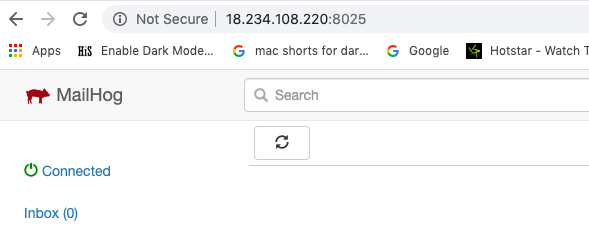 Not Secure | 18.234.108.220:8025
Apps HiS Enable Dark Mode... mac shorts for dar... Google Hotstar - Watch T
MailHog Search
Connected
Inbox (0)